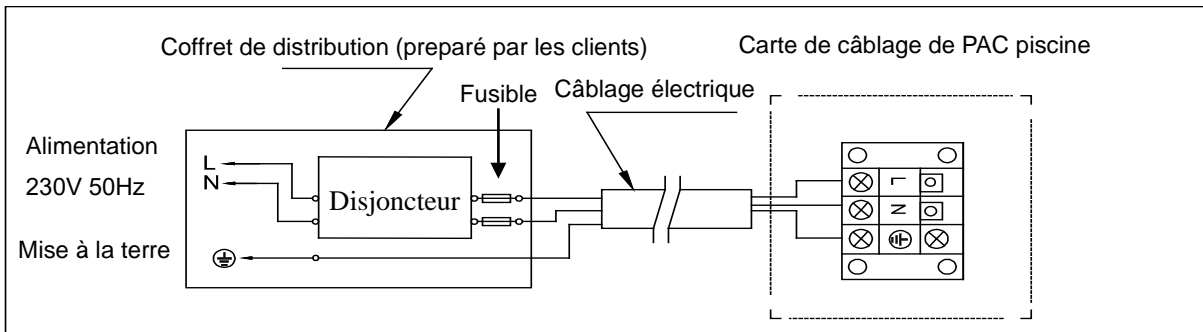 Coffret de distribution (preparé par les clients)
Carte de câblage de PAC piscine
Fusible
Câblage électrique
Alimentation
230V 50Hz
L
N
Disjoncteur
Mise à la terre
L
N